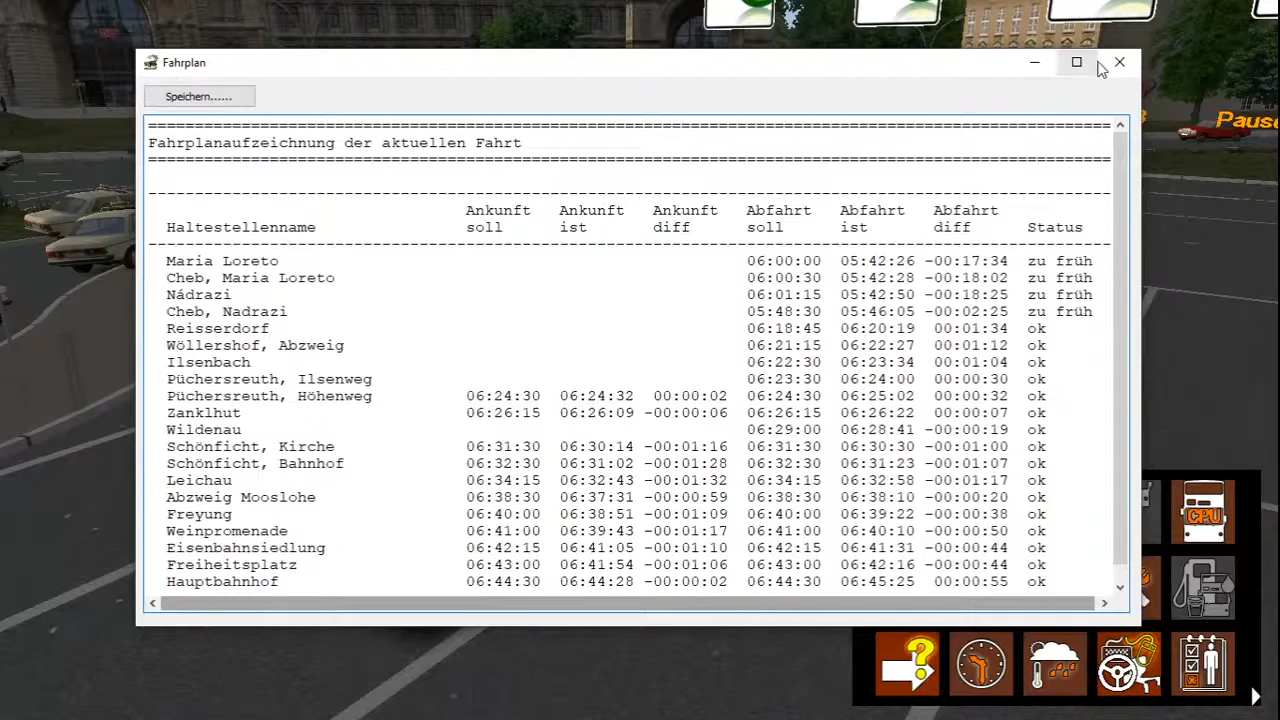 Fahrplan
Speichern......
Pause
Fahrplanaufzeichnung der aktuellen Fahrt
Ankunft Ankunft Ankunft Abfahrt Abfahrt Abfahrt
Haltestellenname soll ist diff soll ist diff Status
Maria Loreto 06:00:00 05:42:26 -00:17:34 zu früh
Cheb, Maria Loreto 06:00:30 05:42:28 -00:18:02 zu früh
Nádrazi 06:01:15 05:42:50 -00:18:25 zu früh
Cheb, Nadrazi 05:48:30 05:46:05 -00:02:25 zu früh
Reisserdorf 06:18:45 06:20:19 00:01:34 ok
Wöllershof, Abzweig 06:21:15 06:22:27 00:01:12 ok
Ilsenbach 06:22:30 06:23:34 00:01:04 ok
Püchersreuth, Ilsenweg 06:23:30 06:24:00 00:00:30 ok
Püchersreuth, Höhenweg 06:24:30 06:24:32 00:00:02 06:24:30 06:25:02 00:00:32 ok
Zanklhut 06:26:15 06:26:09 -00:00:06 06:26:15 06:26:22 00:00:07 ok
Wildenau 06:29:00 06:28:41 -00:00:19 ok
Schönficht, Kirche 06:31:30 06:30:14 -00:01:16 06:31:30 06:30:30 -00:01:00 ok
Schönficht, Bahnhof 06:32:30 06:31:02 -00:01:28 06:32:30 06:31:23 -00:01:07 ok
Leichau 06:34:15 06:32:43 -00:01:32 06:34:15 06:32:58 -00:01:17 ok
Abzweig Mooslohe 06:38:30 06:37:31 -00:00:59 06:38:30 06:38:10 -00:00:20 ok
Freyung 06:40:00 06:38:51 -00:01:09 06:40:00 06:39:22 -00:00:38 ok
Weinpromenade 06:41:00 06:39:43 -00:01:17 06:41:00 06:40:10 -00:00:50 ok
Eisenbahnsiedlung 06:42:15 06:41:05 -00:01:10 06:42:15 06:41:31 -00:00:44 ok
Freiheitsplatz 06:43:00 06:41:54 -00:01:06 06:43:00 06:42:16 -00:00:44 ok
Hauptbahnhof 06:44:30 06:44:28 -00:00:02 06:44:30 06:45:25 00:00:55 ok
CPU
?